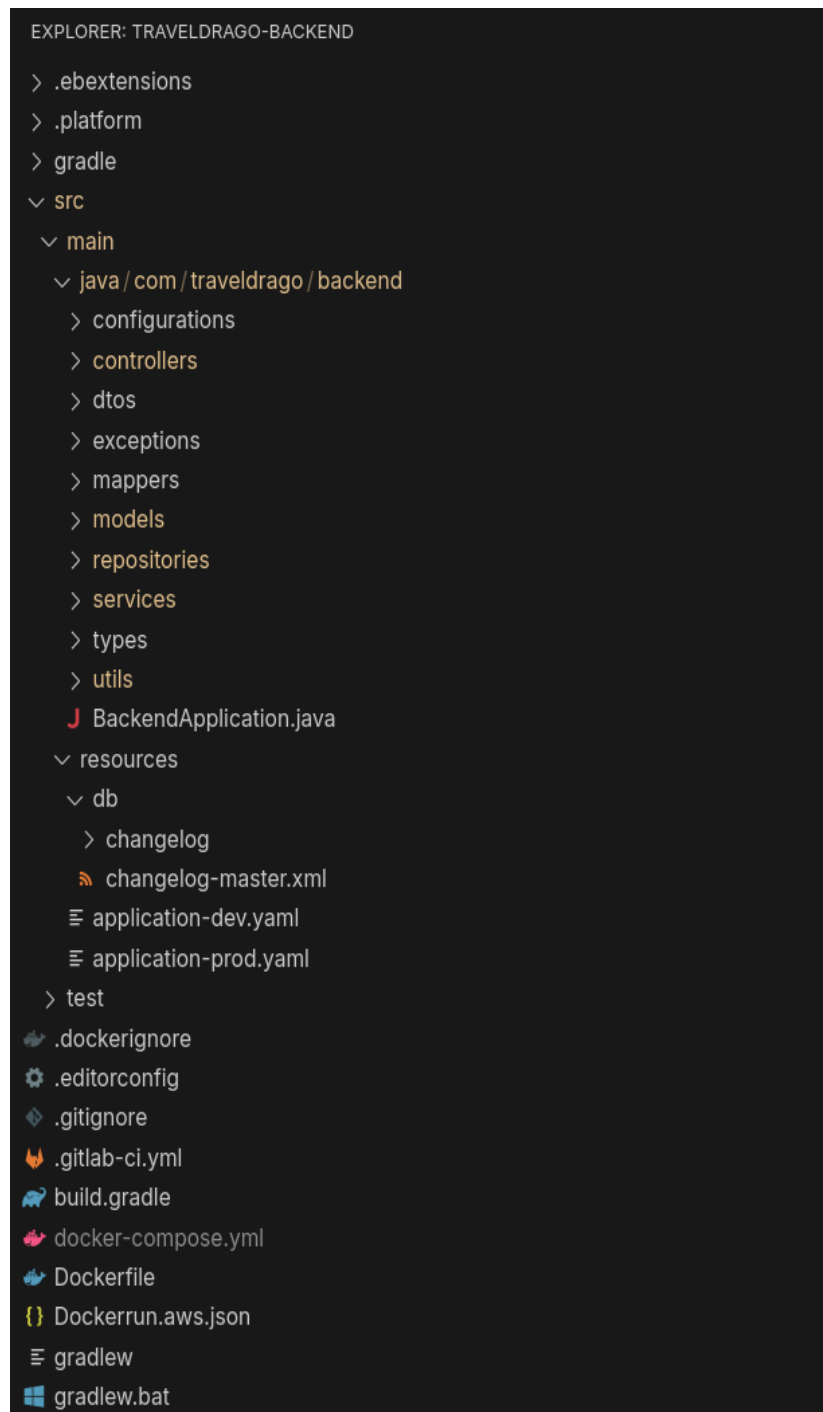 EXPLORER: TRAVELDRAGO-BACKEND
.ebextensions
.platform
gradle
src
main
java/com/traveldrago/backend
configurations
controllers
dtos
exceptions
mappers
models
repositories
services
types
utils
BackendApplication.java
resources
db
changelog
changelog-master.xml
application-dev.yaml
application-prod.yaml
test
.dockerignore
.editorconfig
.gitignore
.gitlab-ci.yml
build.gradle
docker-compose.yml
Dockerfile
Dockerrun.aws.json
gradlew
gradlew.bat